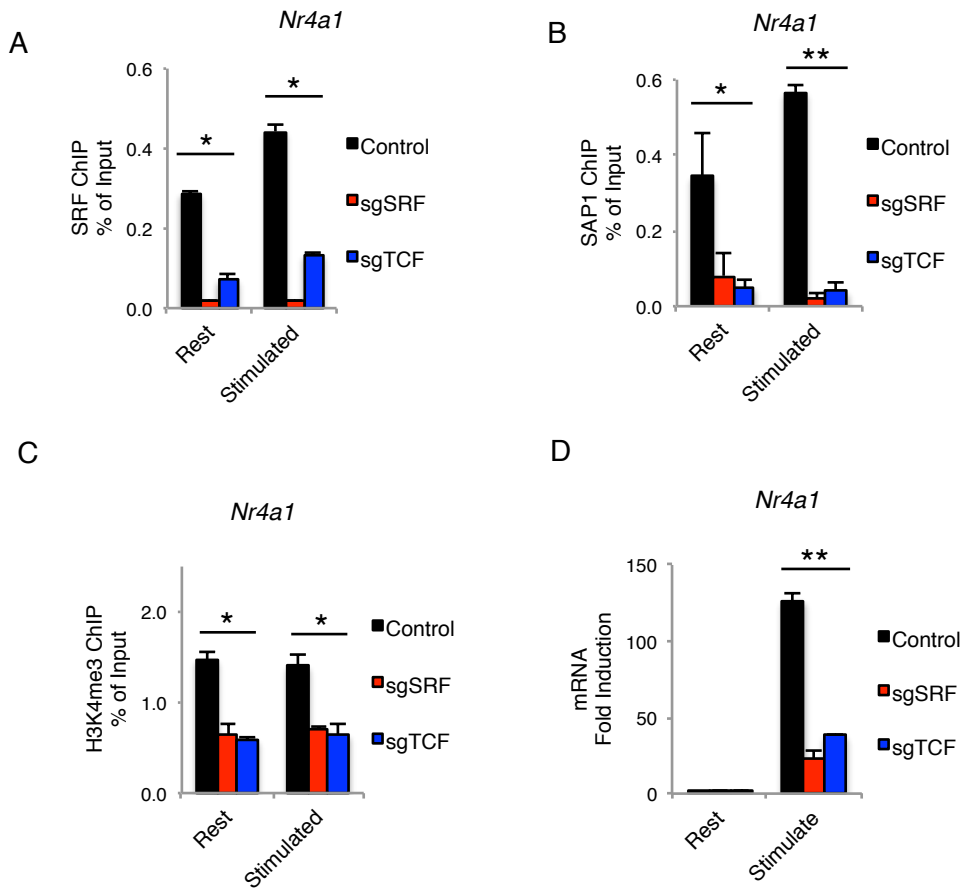 A
Nr4a1
SRF ChIP
% of Input
0.6
0.4
0.2
0.0
*
*
Rest
Stimulated
Control
sgSRF
sgTCF
B
Nr4a1
SAP1 ChIP
% of Input
0.6
0.4
0.2
0.0
*
**
Rest
Stimulated
Control
sgSRF
sgTCF
C
Nr4a1
H3K4me3 ChIP
% of Input
2.0
1.0
0.0
*
*
Rest
Stimulated
Control
sgSRF
sgTCF
D
Nr4a1
mRNA
Fold Induction
150
100
50
0
**
Rest
Stimulate
Control
sgSRF
sgTCF